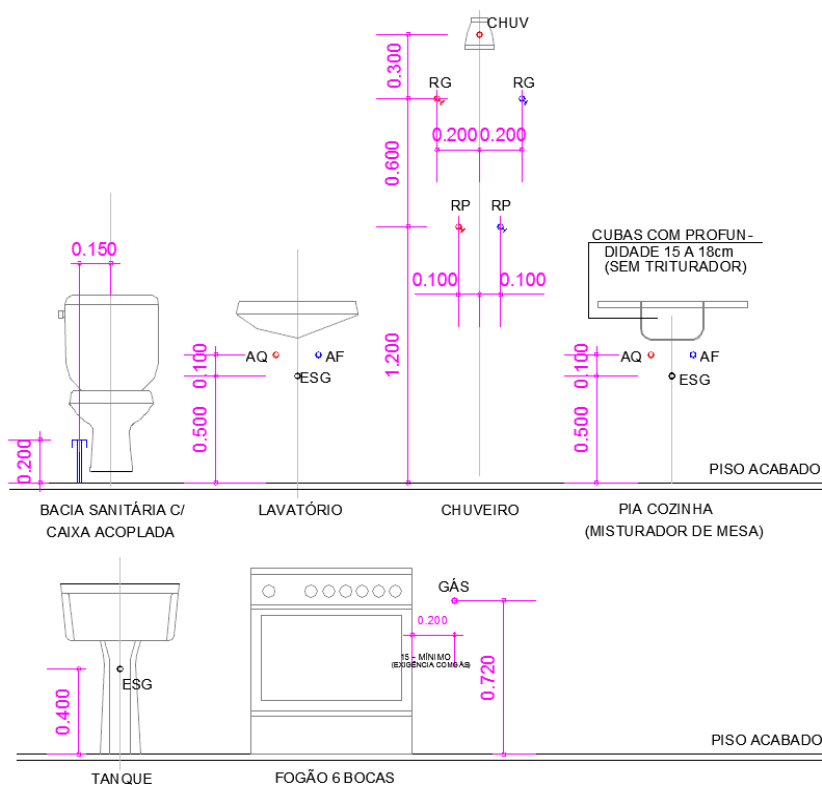 CHUV
0.300
RG
RG
0.200
0.200
0.600
RP
RP
CUBAS COM PROFUN-
DIDADE 15 A 18cm
(SEM TRITURADOR)
0.150
0.100
0.100
AQ
AF
0.100
ESG
1.200
AQ
AF
0.100
ESG
0.500
0.500
0.200
PISO ACABADO
BACIA SANITÁRIA C/
CAIXA ACOPLADA
LAVATÓRIO
CHUVEIRO
PIA COZINHA
(MISTURADOR DE MESA)
GÁS
0.200
15 - MÍNIMO
(EXIGÊNCIA COMGÁS)
0.720
ESG
0.400
PISO ACABADO
TANQUE
FOGÃO 6 BOCAS